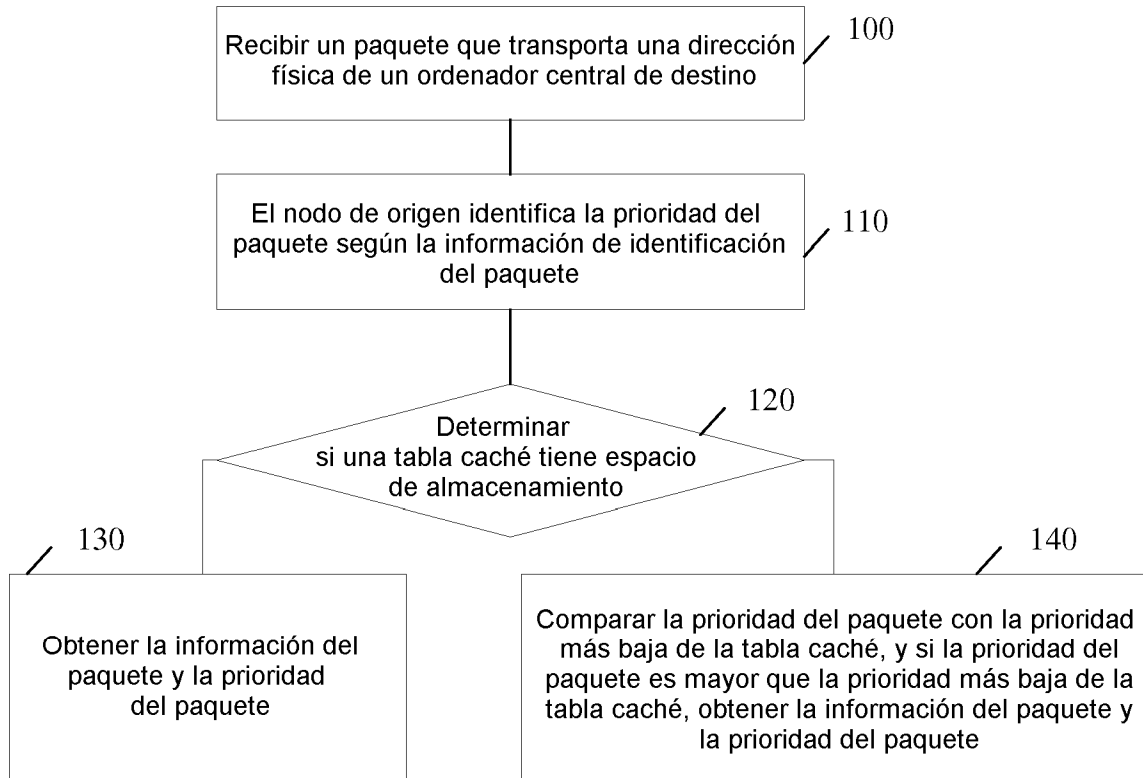 Recibir un paquete que transporta una dirección
física de un ordenador central de destino
100
El nodo de origen identifica la prioridad del
paquete según la información de identificación
del paquete
110
Determinar
si una tabla caché tiene espacio
de almacenamiento
120
130
Obtener la información del
paquete y la prioridad
del paquete
140
Comparar la prioridad del paquete con la prioridad
más baja de la tabla caché, y si la prioridad del
paquete es mayor que la prioridad más baja de la
tabla caché, obtener la información del paquete y
la prioridad del paquete